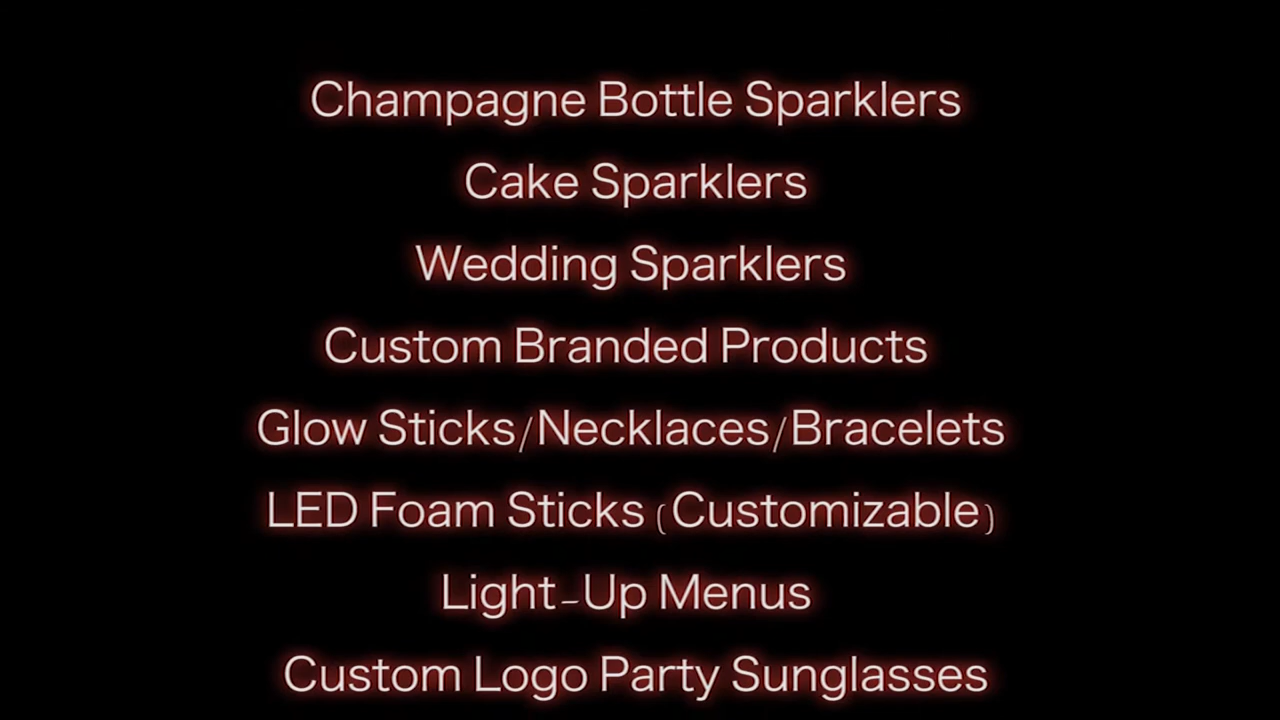 Champagne Bottle Sparklers
Cake Sparklers
Wedding Sparklers
Custom Branded Products
Glow Sticks/Necklaces/Bracelets
LED Foam Sticks (Customizable)
Light-Up Menus
Custom Logo Party Sunglasses